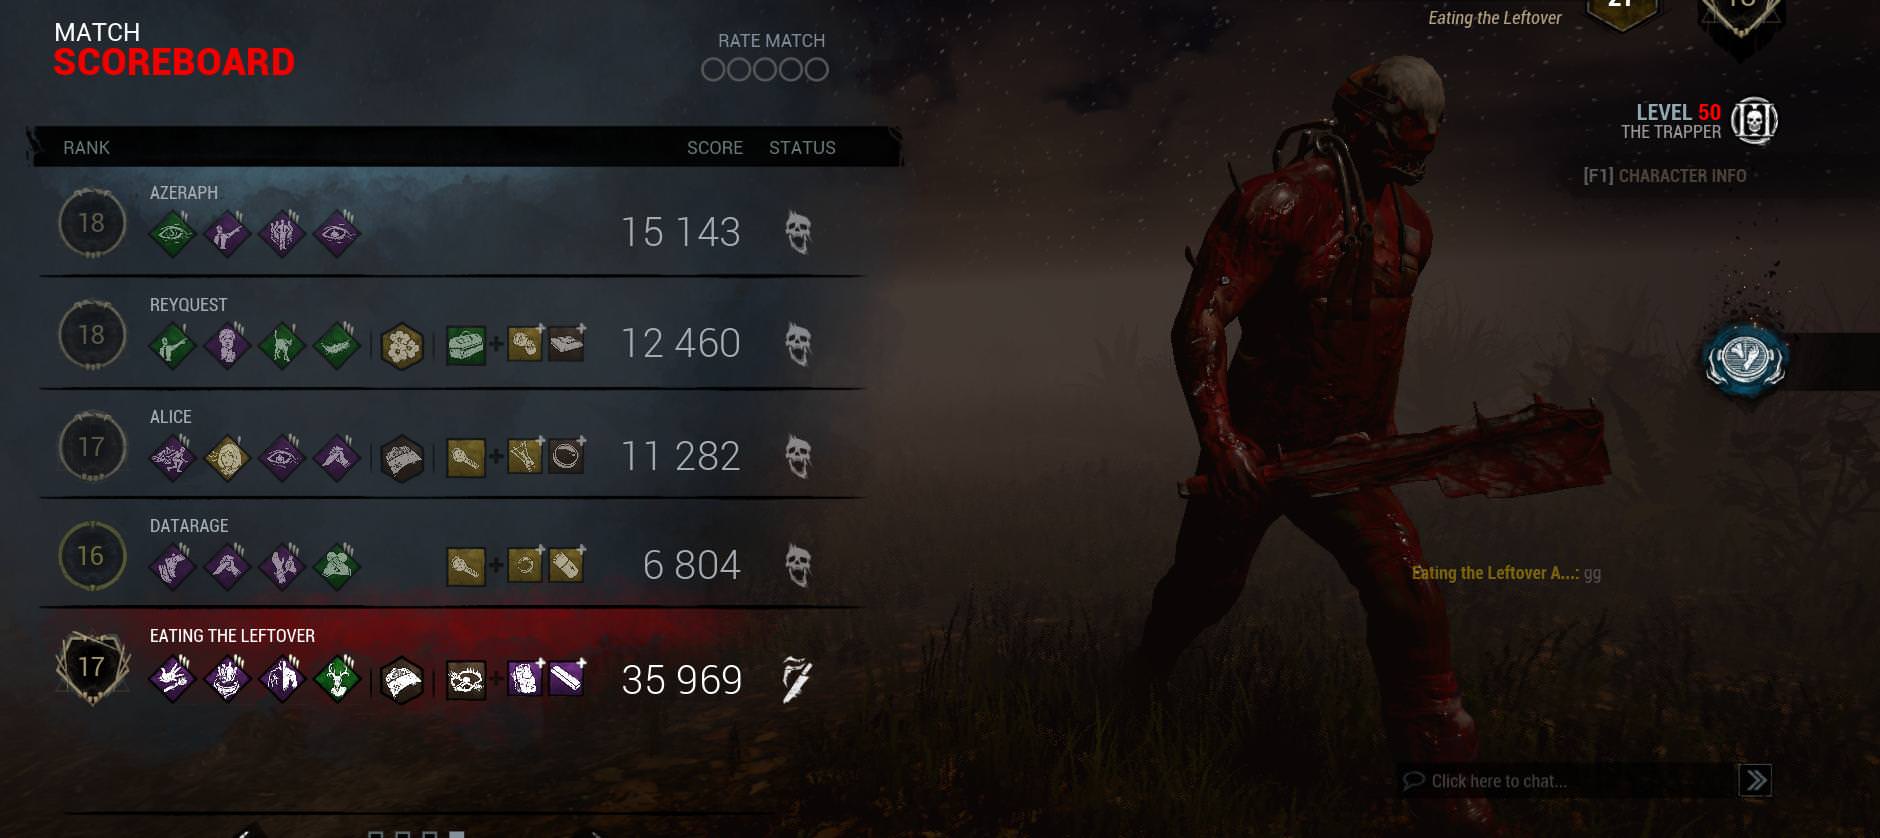 MATCH
SCOREBOARD
RATE MATCH
RANK SCORE STATUS
18 AZERAPH 15 143
18 REYQUEST 12 460
17 ALICE 11 282
16 DATARAGE 6 804
17 EATING THE LEFTOVER 35 969
Eating the Leftover
21
LEVEL 50
THE TRAPPER
[F1] CHARACTER INFO
Eating the Leftover A...: gg
Click here to chat...